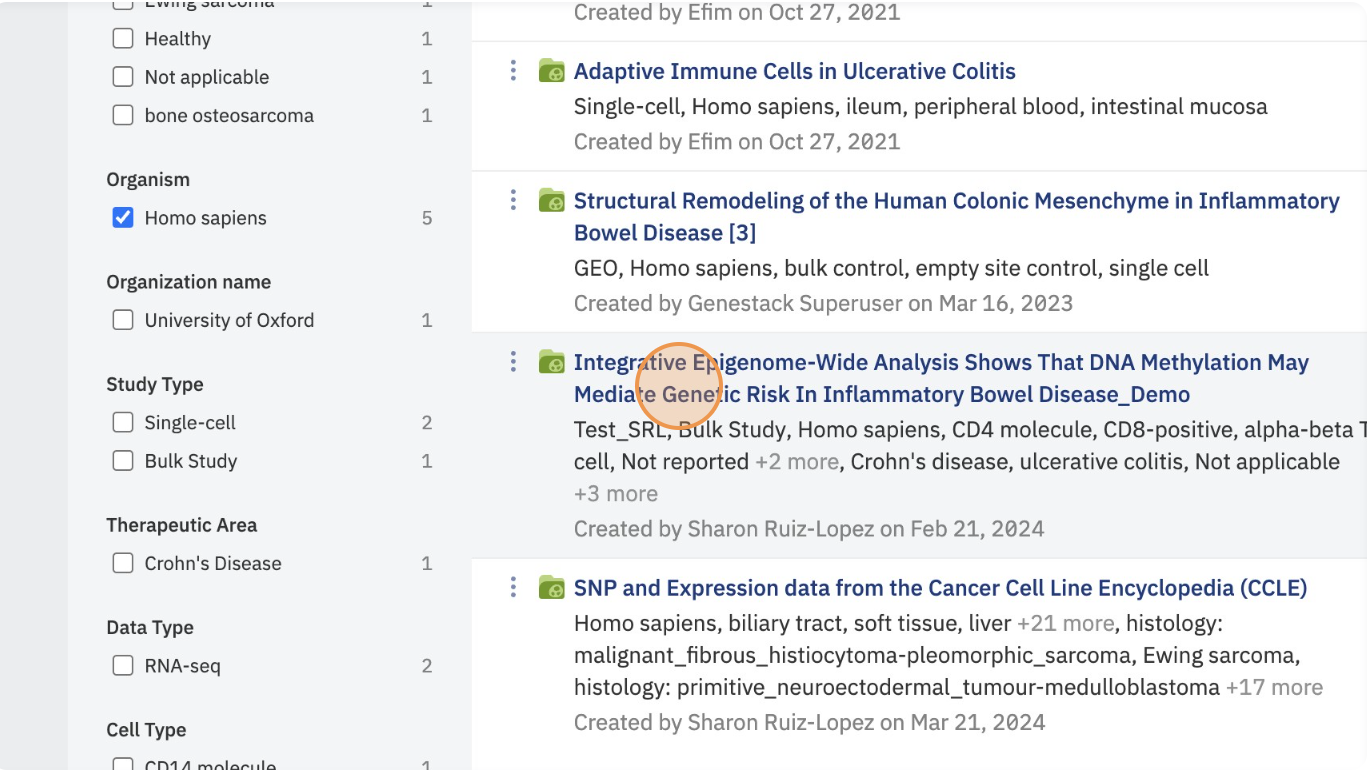 Ewing sarcoma 1
Healthy 1
Not applicable 1
bone osteosarcoma 1
Organism
Homo sapiens 5
Organization name
University of Oxford 1
Study Type
Single-cell 2
Bulk Study 1
Therapeutic Area
Crohn's Disease 1
Data Type
RNA-seq 2
Cell Type
CD14 molecule 1
Created by Efim on Oct 27, 2021
Adaptive Immune Cells in Ulcerative Colitis
Single-cell, Homo sapiens, ileum, peripheral blood, intestinal mucosa
Created by Efim on Oct 27, 2021
Structural Remodeling of the Human Colonic Mesenchyme in Inflammatory
Bowel Disease [3]
GEO, Homo sapiens, bulk control, empty site control, single cell
Created by Genestack Superuser on Mar 16, 2023
Integrative Epigenome-Wide Analysis Shows That DNA Methylation May
Mediate Genetic Risk In Inflammatory Bowel Disease_Demo
Test_SRL, Bulk Study, Homo sapiens, CD4 molecule, CD8-positive, alpha-beta T
cell, Not reported +2 more, Crohn's disease, ulcerative colitis, Not applicable
+3 more
Created by Sharon Ruiz-Lopez on Feb 21, 2024
SNP and Expression data from the Cancer Cell Line Encyclopedia (CCLE)
Homo sapiens, biliary tract, soft tissue, liver +21 more, histology:
malignant_fibrous_histiocytoma-pleomorphic_sarcoma, Ewing sarcoma,
histology: primitive_neuroectodermal_tumour-medulloblastoma +17 more
Created by Sharon Ruiz-Lopez on Mar 21, 2024